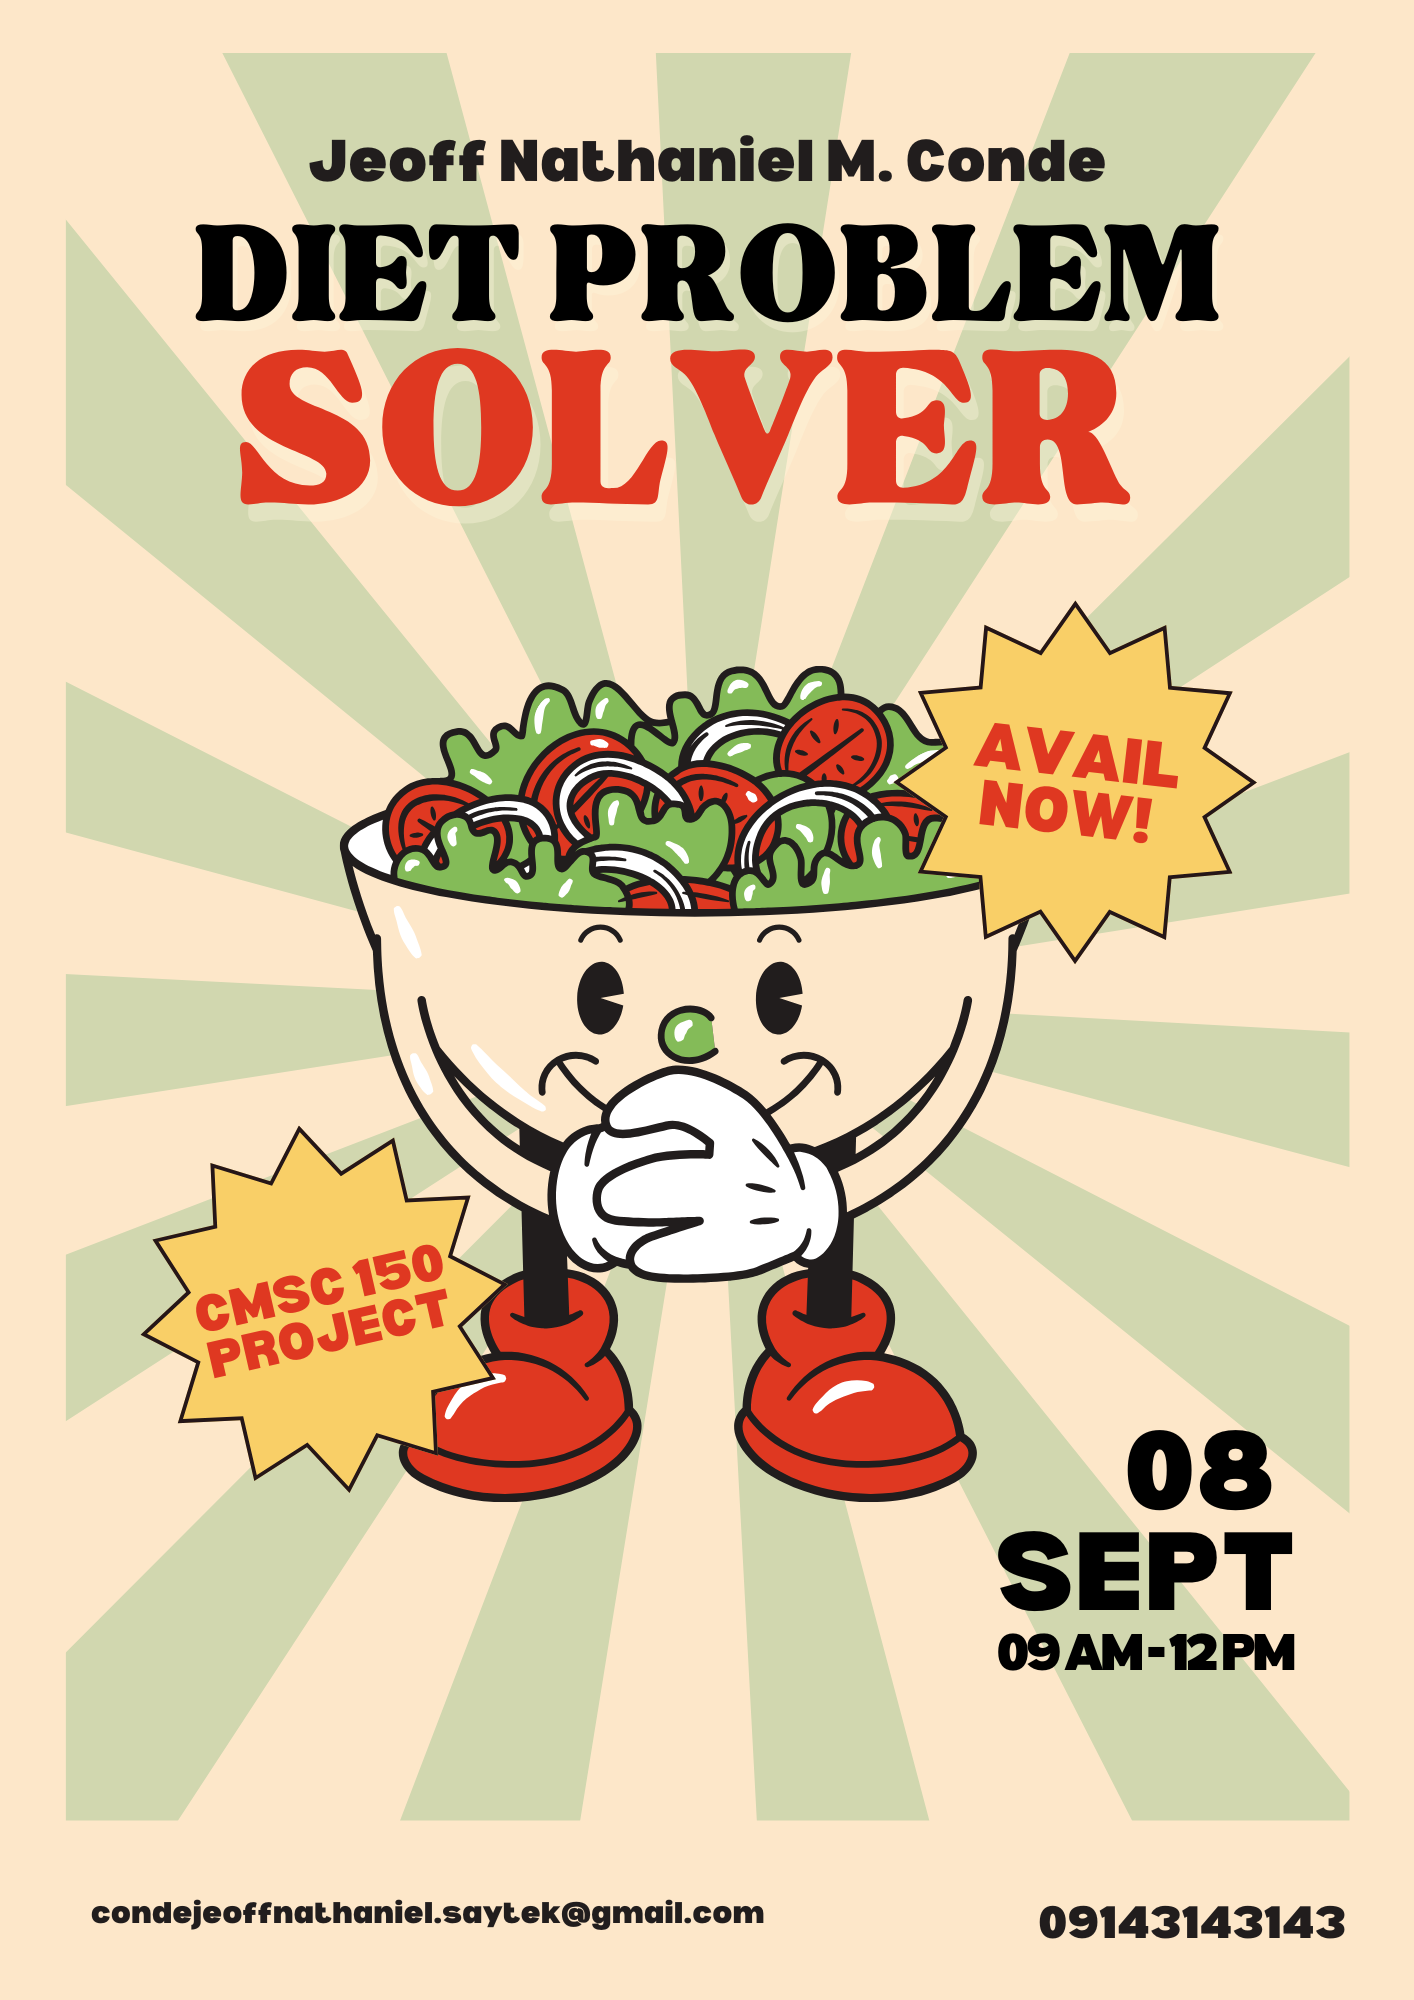 Jeoff Nathaniel M. Conde
DIET PROBLEM
SOLVER
AVAIL
NOW!
CMSC 150
PROJECT
08
SEPT
09 AM - 12 PM
condejeoffnathaniel.saytek@gmail.com
09143143143